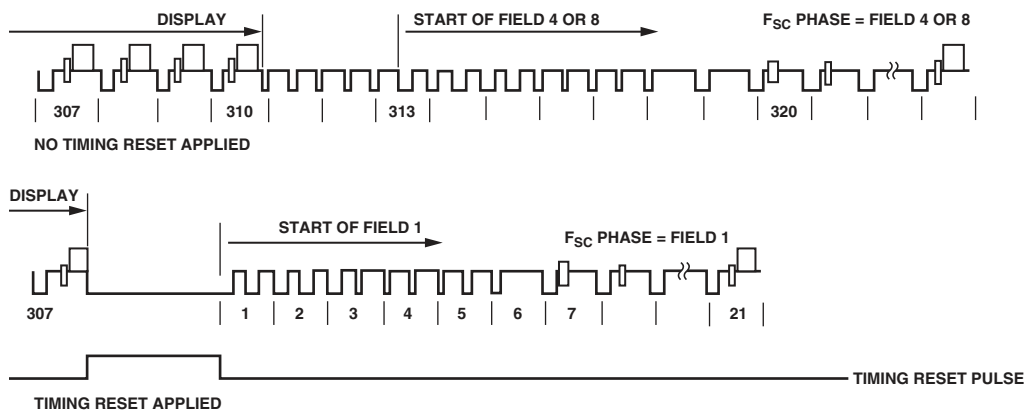 DISPLAY START OF FIELD 4 OR 8 FSC PHASE = FIELD 4 OR 8
307 310 313 320
NO TIMING RESET APPLIED
DISPLAY
START OF FIELD 1 FSC PHASE = FIELD 1
307 1 2 3 4 5 6 7 21
TIMING RESET PULSE
TIMING RESET APPLIED